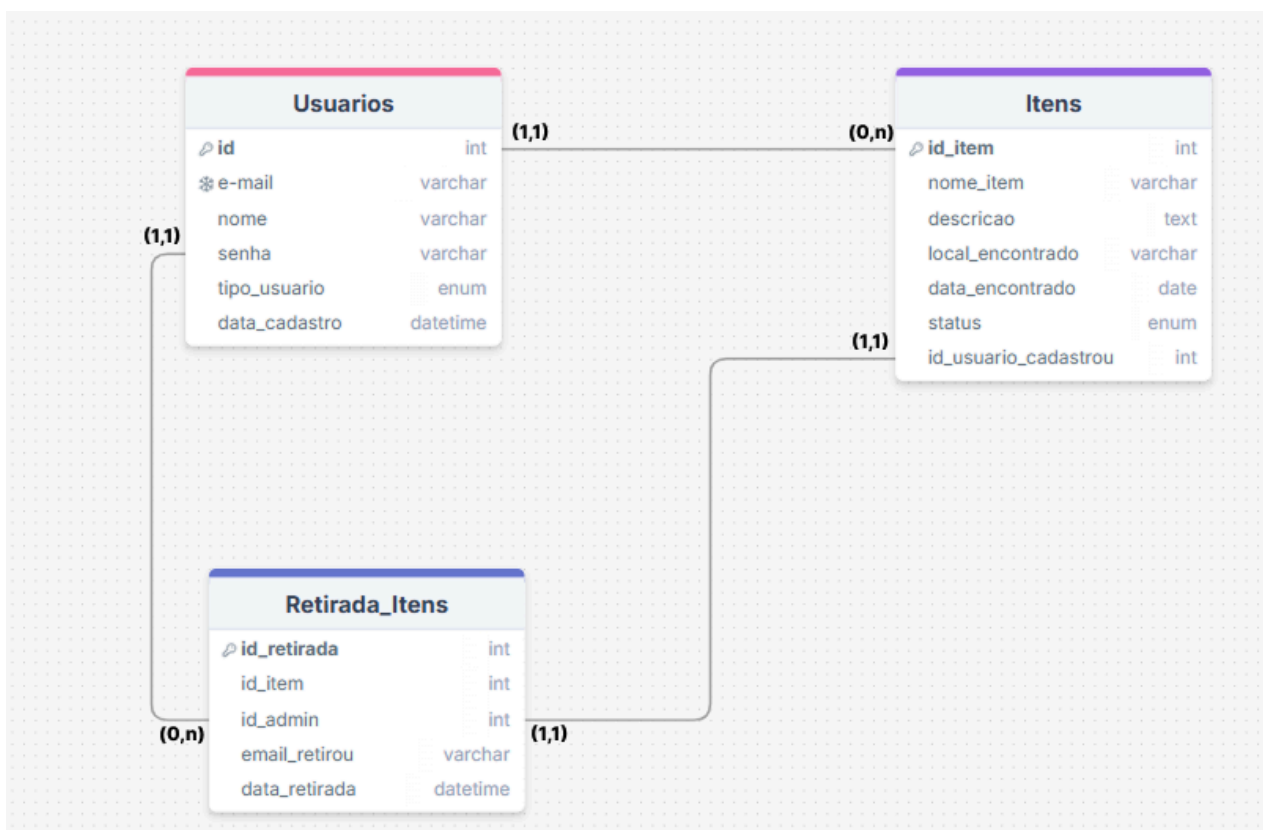 Usuarios
id int
e-mail varchar
nome varchar
senha varchar
tipo_usuario enum
data_cadastro datetime
(1,1)
(0,n)
(1,1)
Itens
id_item int
nome_item varchar
descricao text
local_encontrado varchar
data_encontrado date
status enum
id_usuario_cadastrou int
(1,1)
Retirada_Itens
id_retirada int
id_item int
id_admin int
email_retirou varchar
data_retirada datetime
(0,n)
(1,1)